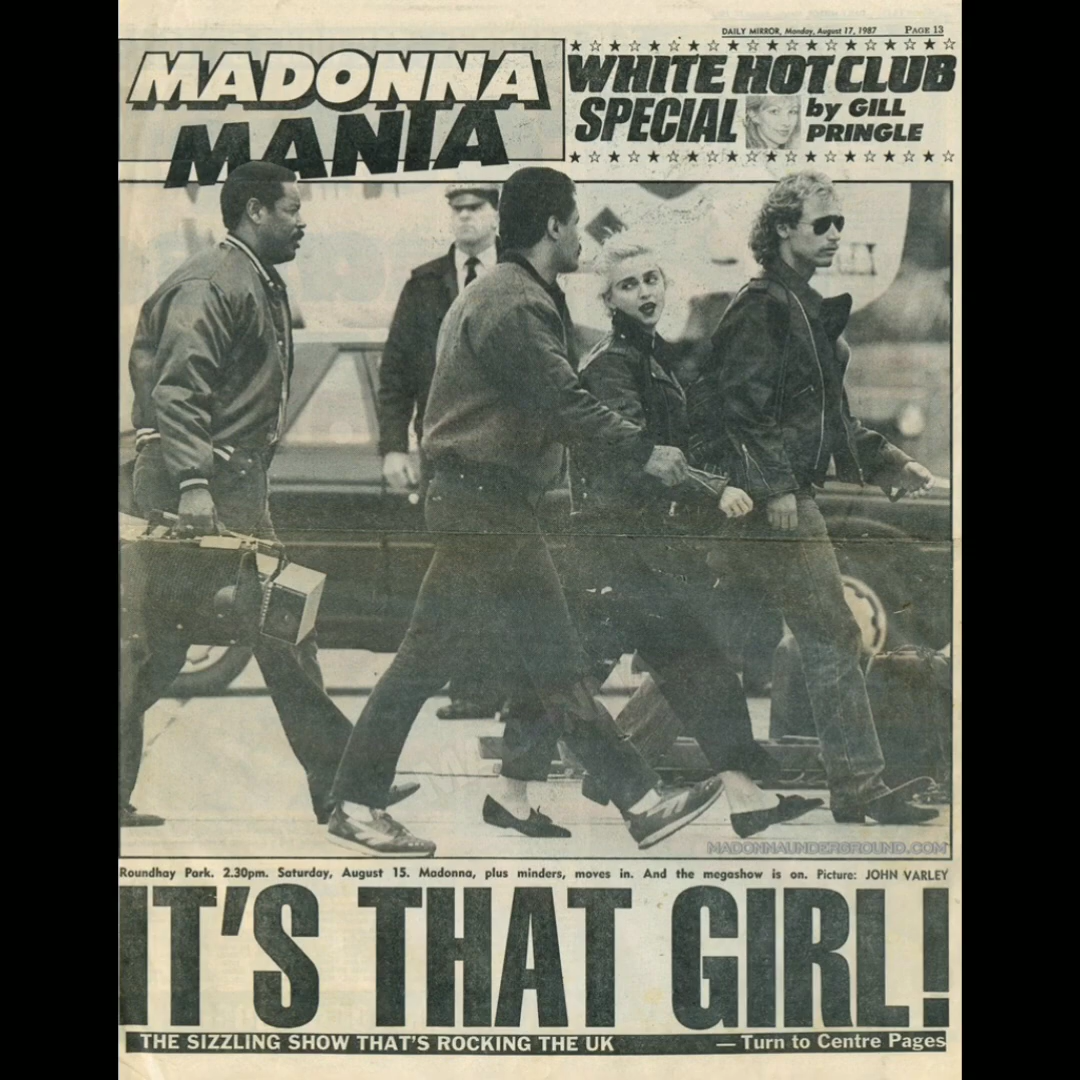 DAILY MIRROR, Monday, August 17, 1987 PAGE 13
MADONNA
MANIA
WHITE HOT CLUB
SPECIAL
by GILL
PRINGLE
MADONNAUNDERGROUND.COM
Roundhay Park. 2.30pm. Saturday, August 15. Madonna, plus minders, moves in. And the megashow is on. Picture: JOHN VARLEY
IT'S THAT GIRL!
THE SIZZLING SHOW THAT'S ROCKING THE UK — Turn to Centre Pages